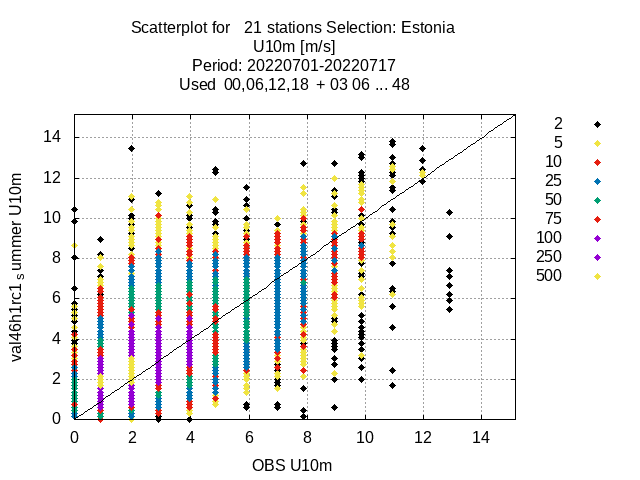 Scatterplot for 21 stations Selection: Estonia
U10m [m/s]
Period: 20220701-20220717
Used 00,06,12,18 + 03 06 ... 48
14
12
10
8
6
4
2
0
val46h1rc1 s ummer U10m
0 2 4 6 8 10 12 14
OBS U10m
2
5
10
25
50
75
100
250
500